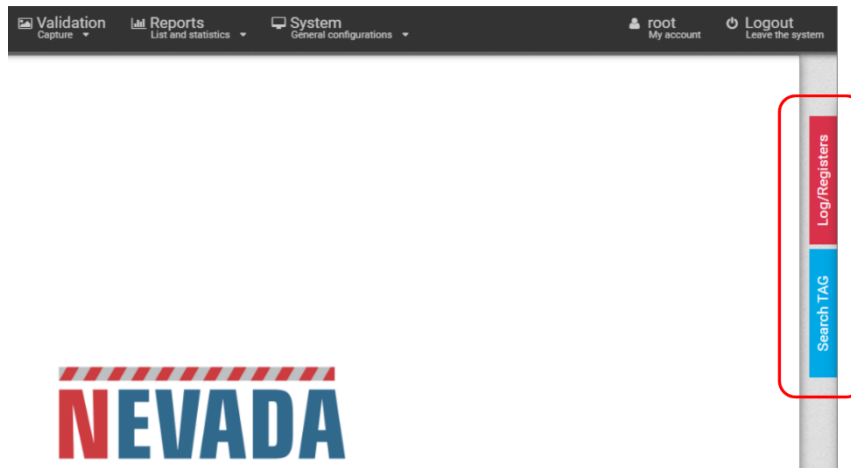 Validation
Capture
Reports
List and statistics
System
General configurations
root
My account
Logout
Leave the system
Log/Registers
Search TAG
NEVADA